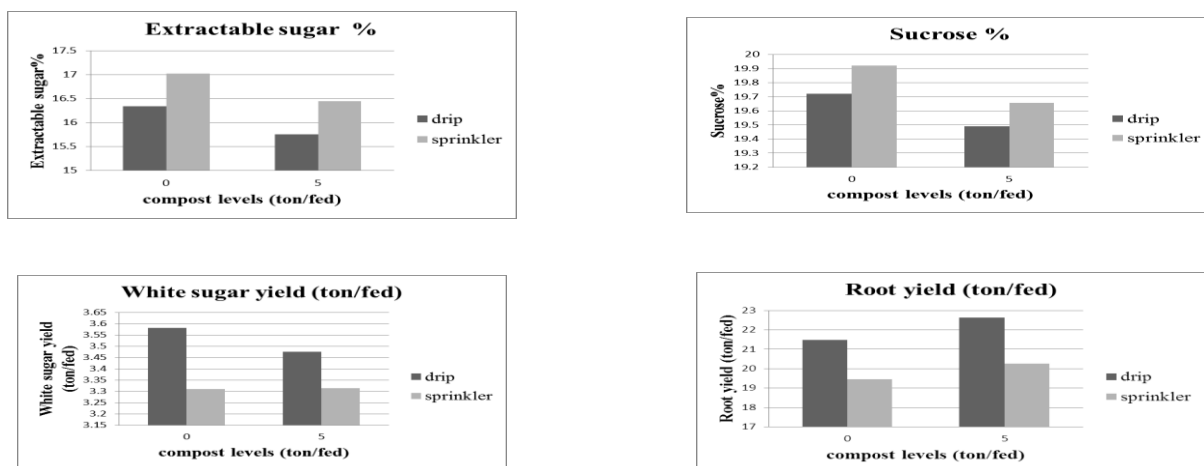 Extractable sugar %
Extractable sugar%
17.5
17
16.5
16
15.5
15
0 5
compost levels (ton/fed)
drip
sprinkler
Sucrose %
Sucrose%
20
19.9
19.8
19.7
19.6
19.5
19.4
19.3
19.2
0 5
compost levels (ton/fed)
drip
sprinkler
White sugar yield (ton/fed)
White sugar yield
(ton/fed)
3.65
3.6
3.55
3.5
3.45
3.4
3.35
3.3
3.25
3.2
3.15
0 5
compost levels (ton/fed)
drip
sprinkler
Root yield (ton/fed)
Root yield (ton/fed)
23
22
21
20
19
18
17
0 5
compost levels (ton/fed)
drip
sprinkler